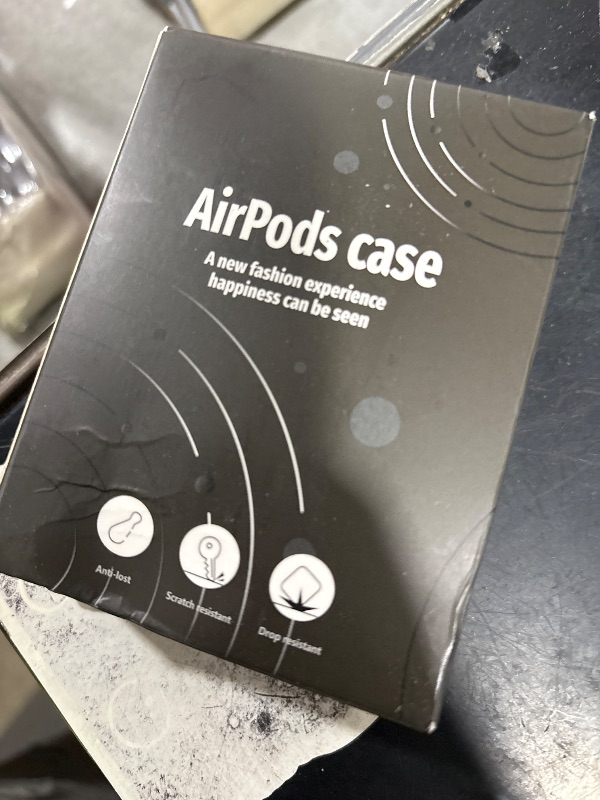 AirPods case
A new fashion experience
happiness can be seen
Anti-lost
Scratch resistant
Drop resistant